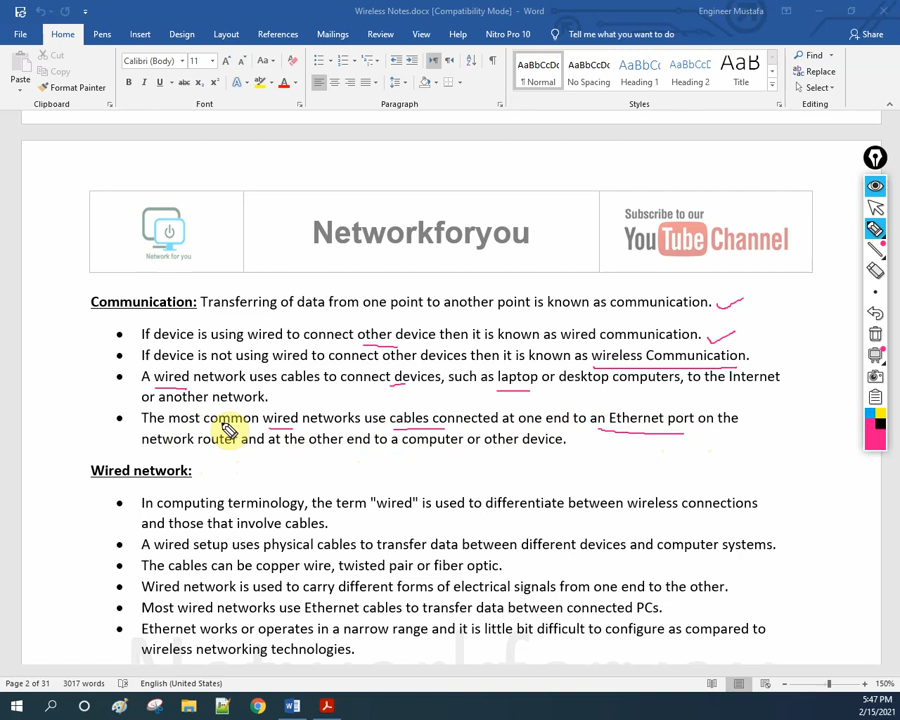 Wireless Notes.docx [Compatibility Mode] - Word
Engineer Mustafa
File Home Pens Insert Design Layout References Mailings Review View Help Nitro Pro 10 Tell me what you want to do Share
Paste
Cut
Copy
Format Painter
Clipboard
Calibri (Body) 11
Font
Paragraph
AaBbCcDc AaBbCcDc AaBbCc AaBbCcC AaB
¶ Normal No Spacing Heading 1 Heading 2 Title
Styles
Find
Replace
Select
Editing
Network for you
Networkforyou
Subscribe to our
YouTube Channel
Communication: Transferring of data from one point to another point is known as communication.
• If device is using wired to connect other device then it is known as wired communication.
• If device is not using wired to connect other devices then it is known as wireless Communication.
• A wired network uses cables to connect devices, such as laptop or desktop computers, to the Internet
or another network.
• The most common wired networks use cables connected at one end to an Ethernet port on the
network router and at the other end to a computer or other device.
Wired network:
• In computing terminology, the term "wired" is used to differentiate between wireless connections
and those that involve cables.
• A wired setup uses physical cables to transfer data between different devices and computer systems.
• The cables can be copper wire, twisted pair or fiber optic.
• Wired network is used to carry different forms of electrical signals from one end to the other.
• Most wired networks use Ethernet cables to transfer data between connected PCs.
• Ethernet works or operates in a narrow range and it is little bit difficult to configure as compared to
wireless networking technologies.
Page 2 of 31 3017 words English (United States) 150%
5:47 PM
2/15/2021